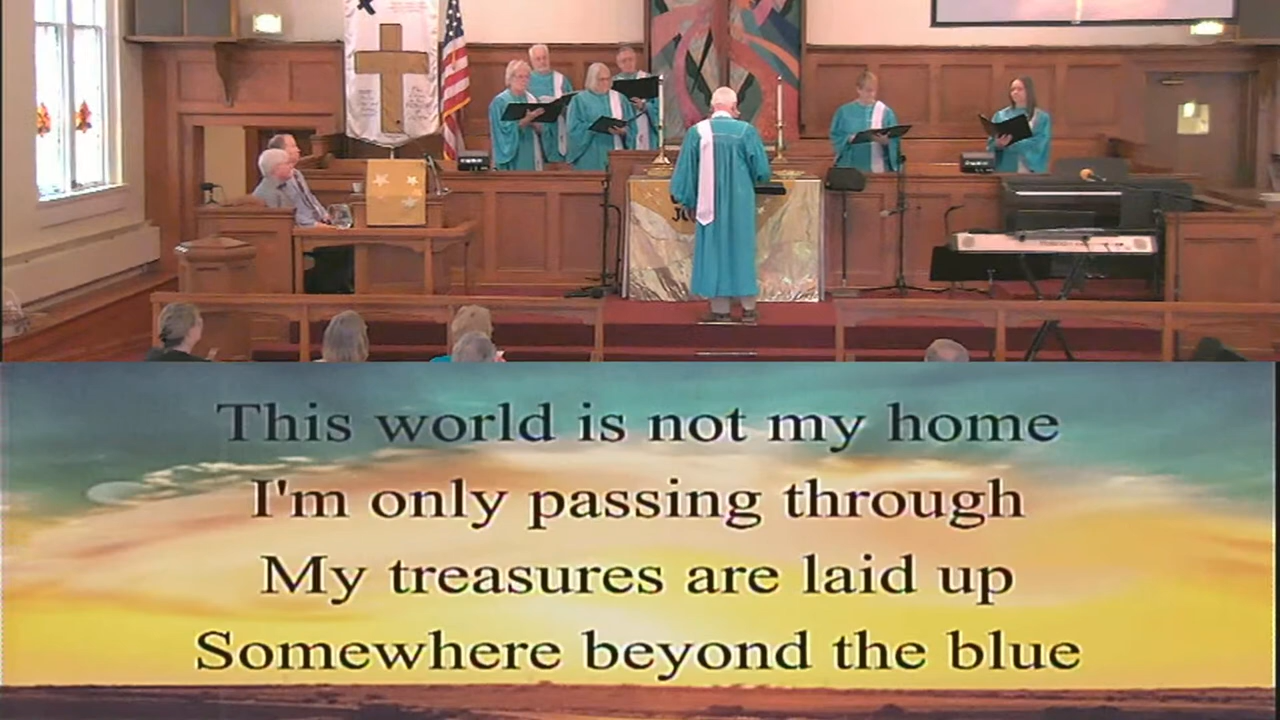 This world is not my home
I'm only passing through
My treasures are laid up
Somewhere beyond the blue